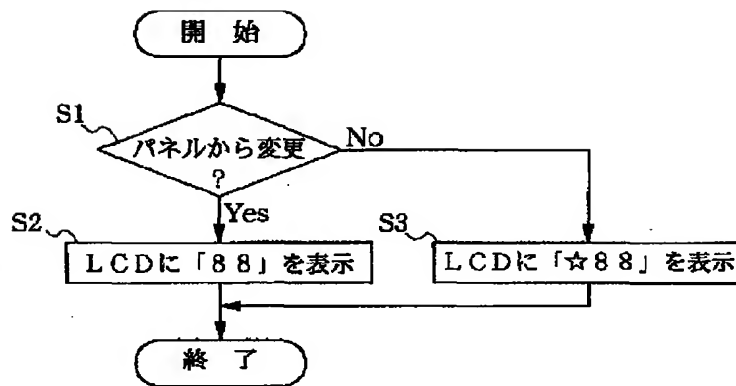 開 始
S1
パネルから変更
?
No
Yes
S2
LCDに「88」を表示
S3
LCDに「☆88」を表示
終 了